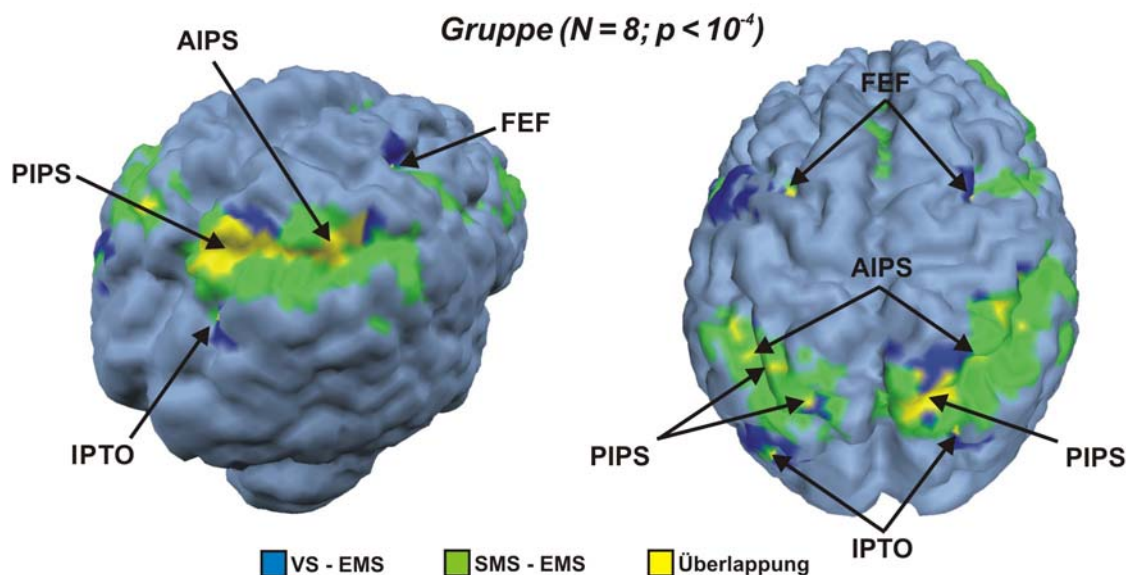 Gruppe (N = 8; p < 10⁻⁴)
AIPS
FEF
PIPS
IPTO
FEF
AIPS
PIPS
PIPS
IPTO
VS - EMS
SMS - EMS
Überlappung